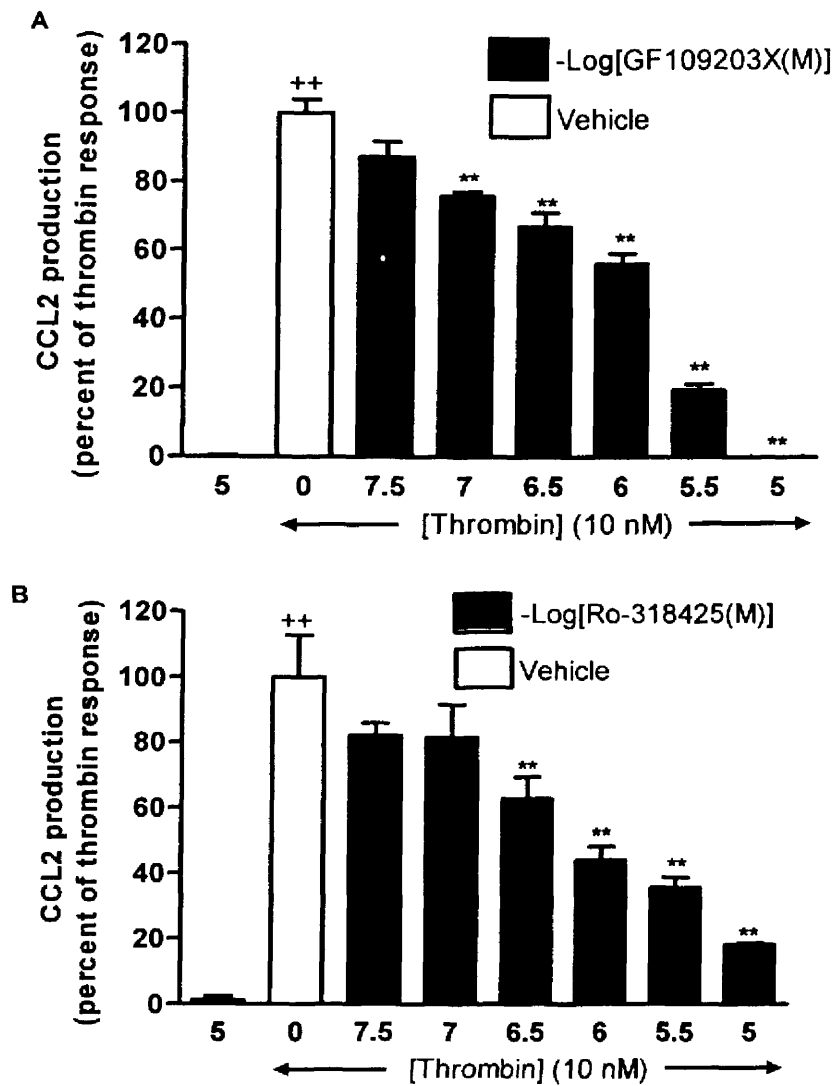 A
-Log[GF109203X(M)]
Vehicle
CCL2 production
(percent of thrombin response)
120
100
80
60
40
20
0
++
**
**
**
**
**
5 0 7.5 7 6.5 6 5.5 5
[Thrombin] (10 nM)
B
-Log[Ro-318425(M)]
Vehicle
CCL2 production
(percent of thrombin response)
120
100
80
60
40
20
0
++
**
**
**
**
5 0 7.5 7 6.5 6 5.5 5
[Thrombin] (10 nM)